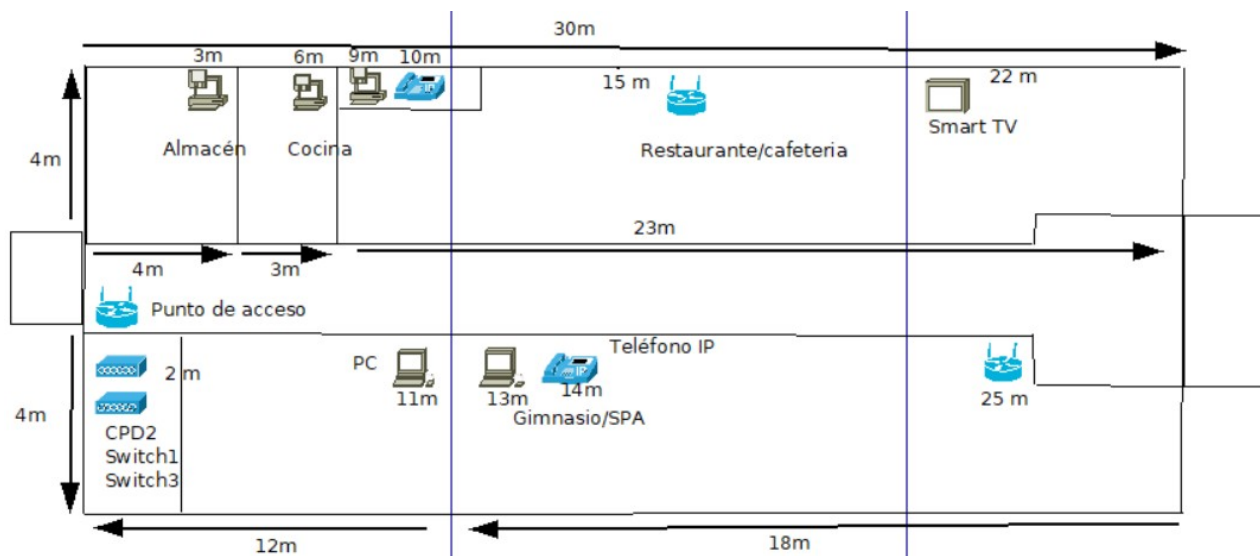 30m
3m
6m
9m
10m
15 m
22 m
Smart TV
Almacén
Cocina
Restaurante/cafeteria
4m
23m
4m
3m
Punto de acceso
Teléfono IP
PC
2 m
IP
11m
13m
14m
25 m
4m
Gimnasio/SPA
CPD2
Switch1
Switch3
12m
18m